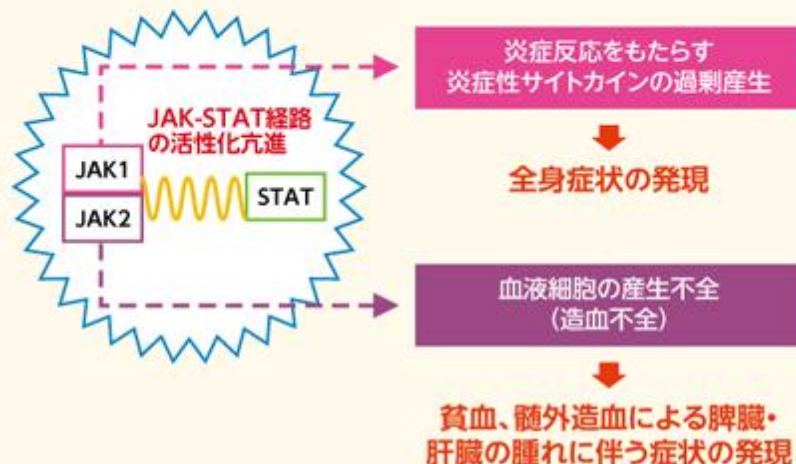 JAK-STAT経路
の活性化亢進
JAK1
JAK2
STAT
炎症反応をもたらす
炎症性サイトカインの過剰産生
全身症状の発現
血液細胞の産生不全
(造血不全)
貧血、髄外造血による脾臓・
肝臓の腫れに伴う症状の発現